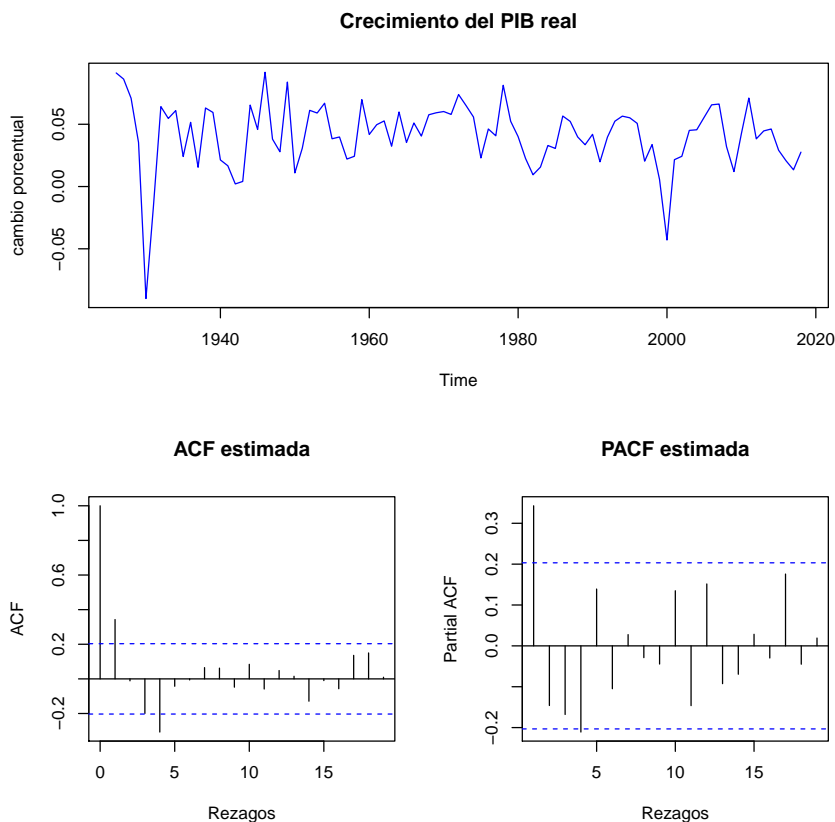 Crecimiento del PIB real
cambio porcentual
0.05
0.00
−0.05
1940 1960 1980 2000 2020
Time
ACF estimada
ACF
1.0
0.6
0.2
−0.2
0 5 10 15
Rezagos
PACF estimada
Partial ACF
0.3
0.2
0.1
0.0
−0.2
5 10 15
Rezagos